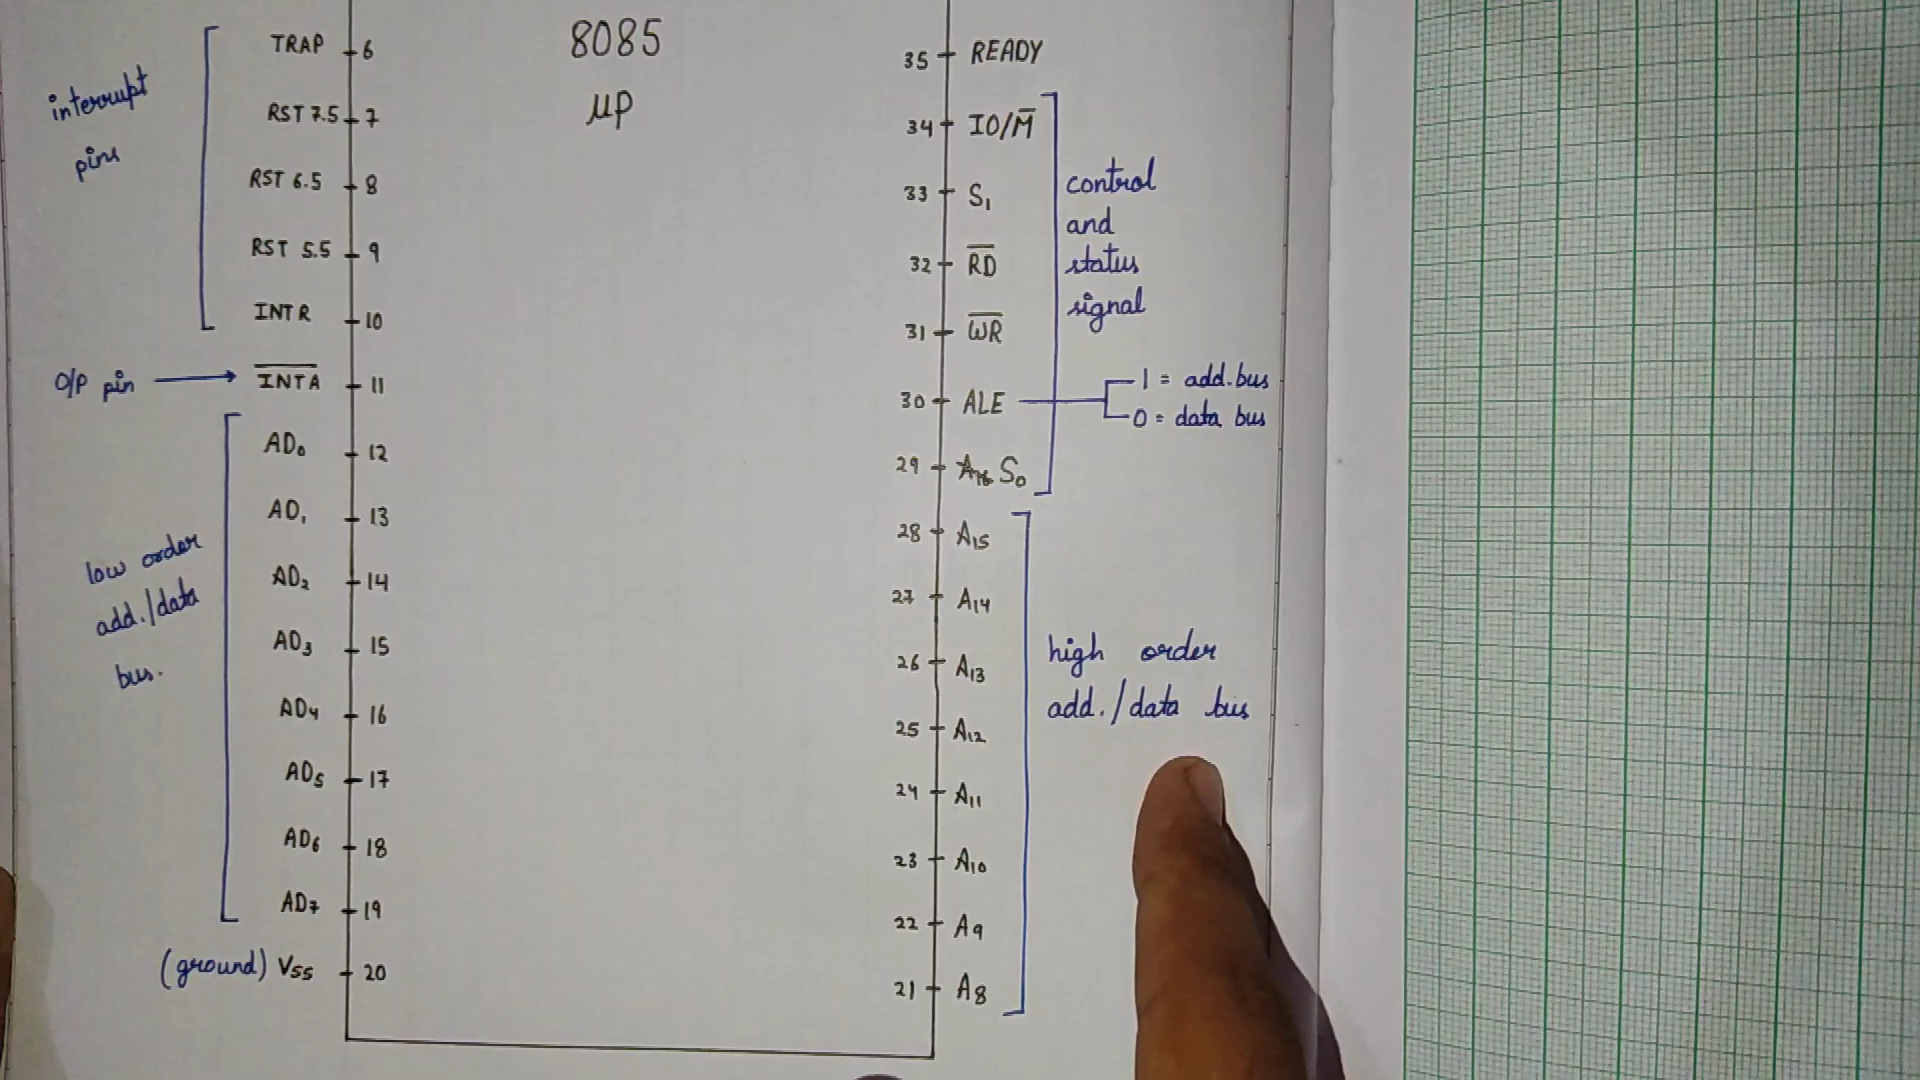 8085
μp
interrupt
pins
TRAP 6
RST 7.5 7
RST 6.5 8
RST 5.5 9
INTR 10
O/P pin → I̅N̅T̅A̅ 11
low order
add./data
bus.
AD₀ 12
AD₁ 13
AD₂ 14
AD₃ 15
AD₄ 16
AD₅ 17
AD₆ 18
AD₇ 19
(ground) Vss 20
35 READY
34 IO/M̅
33 S₁
32 R̅D̅
31 W̅R̅
30 ALE
1 = add.bus
0 = data bus
29 S₀
control
and
status
signal
28 A₁₅
27 A₁₄
26 A₁₃
25 A₁₂
24 A₁₁
23 A₁₀
22 A₉
21 A₈
high order
add./data bus